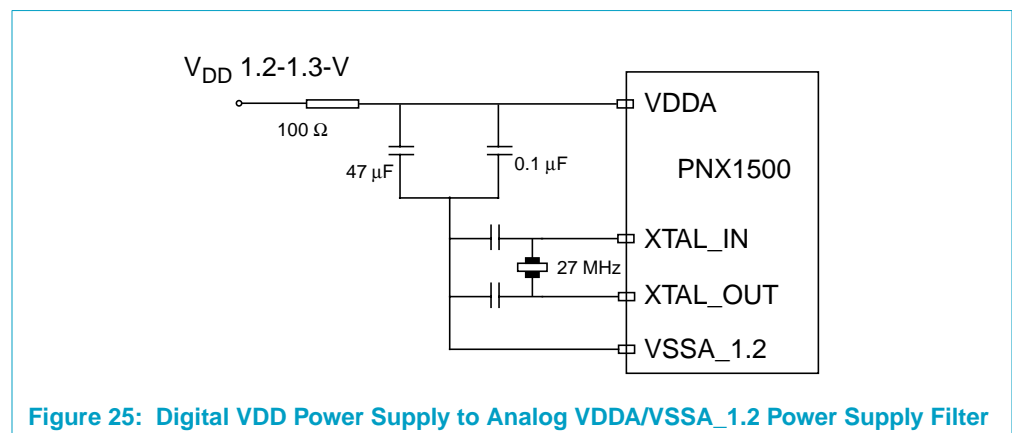 VDD 1.2-1.3-V
100 Ω
47 µF
0.1 µF
VDDA
PNX1500
XTAL_IN
27 MHz
XTAL_OUT
VSSA_1.2
Figure 25: Digital VDD Power Supply to Analog VDDA/VSSA_1.2 Power Supply Filter